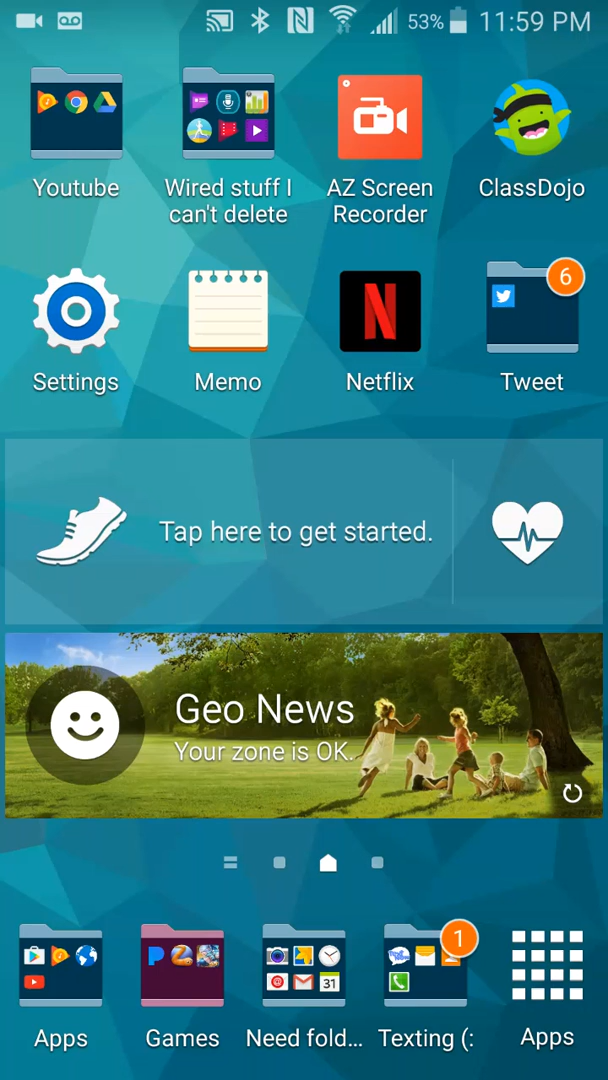 53% 11:59 PM
Youtube
Wired stuff I
can't delete
AZ Screen
Recorder
ClassDojo
6
Settings
Memo
Netflix
Tweet
Tap here to get started.
Geo News
Your zone is OK.
1
31
Apps
Games
Need fold...
Texting (:
Apps